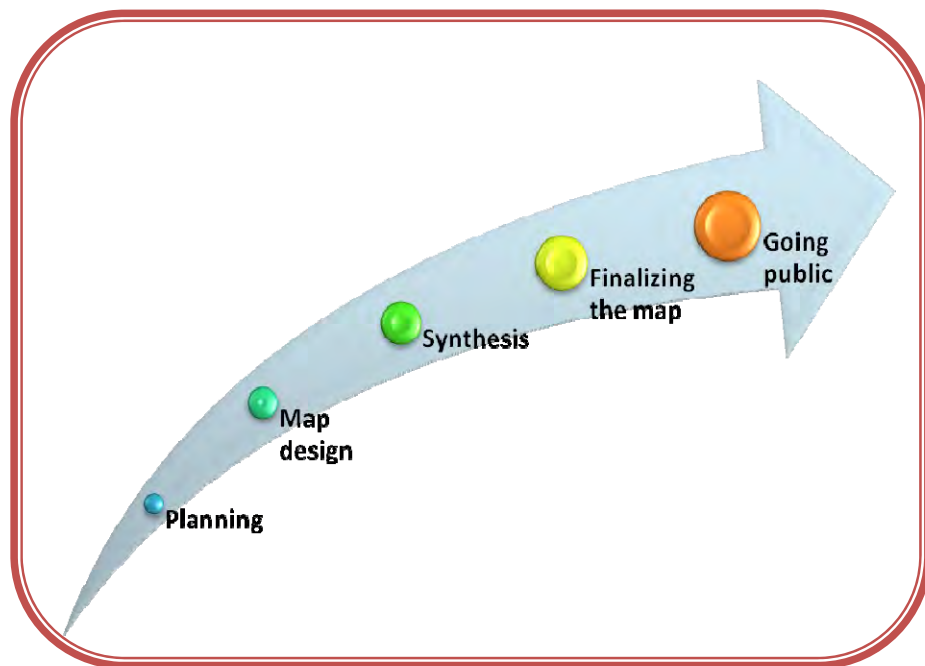 Planning
Map
design
Synthesis
Finalizing
the map
Going
public